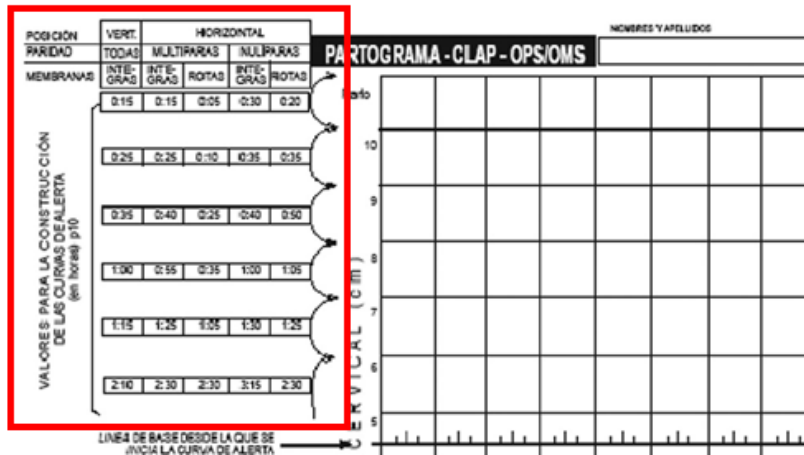 POSICIÓN VERT. HIORIZONTAL
PARIDAD TODAS MULTIPARAS NULÍPARAS
MEMBRANAS INTE-GRAS INTE-GRAS ROITAS INTE-GRAS ROTAS
0:15 0:15 0:05 0:30 0:20
0:25 0:25 0:10 0:35 0:35
0:35 0:40 0:25 0:40 0:50
1:00 0:55 0:35 1:00 1:05
1:15 1:25 1:05 1:30 1:25
2:10 2:30 2:30 3:15 2:30
VALORES PARA LA CONSTRUCCIÓN
DE LAS CURVAS DE ALERTA
(en horas) p10
LINEA DE BASE DESDE LA QUE SE
INICIA LA CURVA DE ALERTA
NOMBRES Y APELLIDOS
PARTOGRAMA - CLAP - OPS/OMS
Parto
10
9
8
7
6
5
CERVICAL (cm)